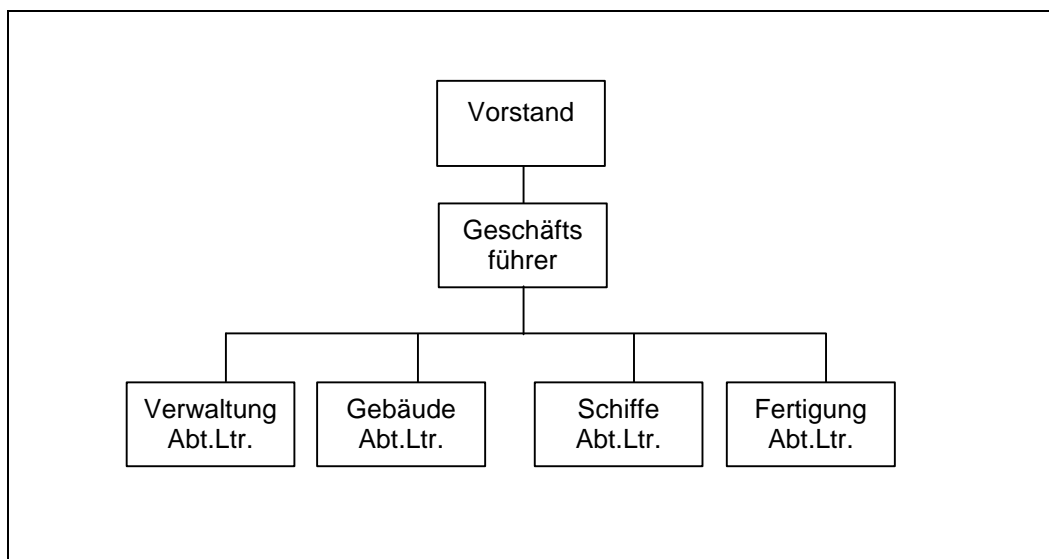 Vorstand
Geschäfts
führer
Verwaltung
Abt.Ltr.
Gebäude
Abt.Ltr.
Schiffe
Abt.Ltr.
Fertigung
Abt.Ltr.